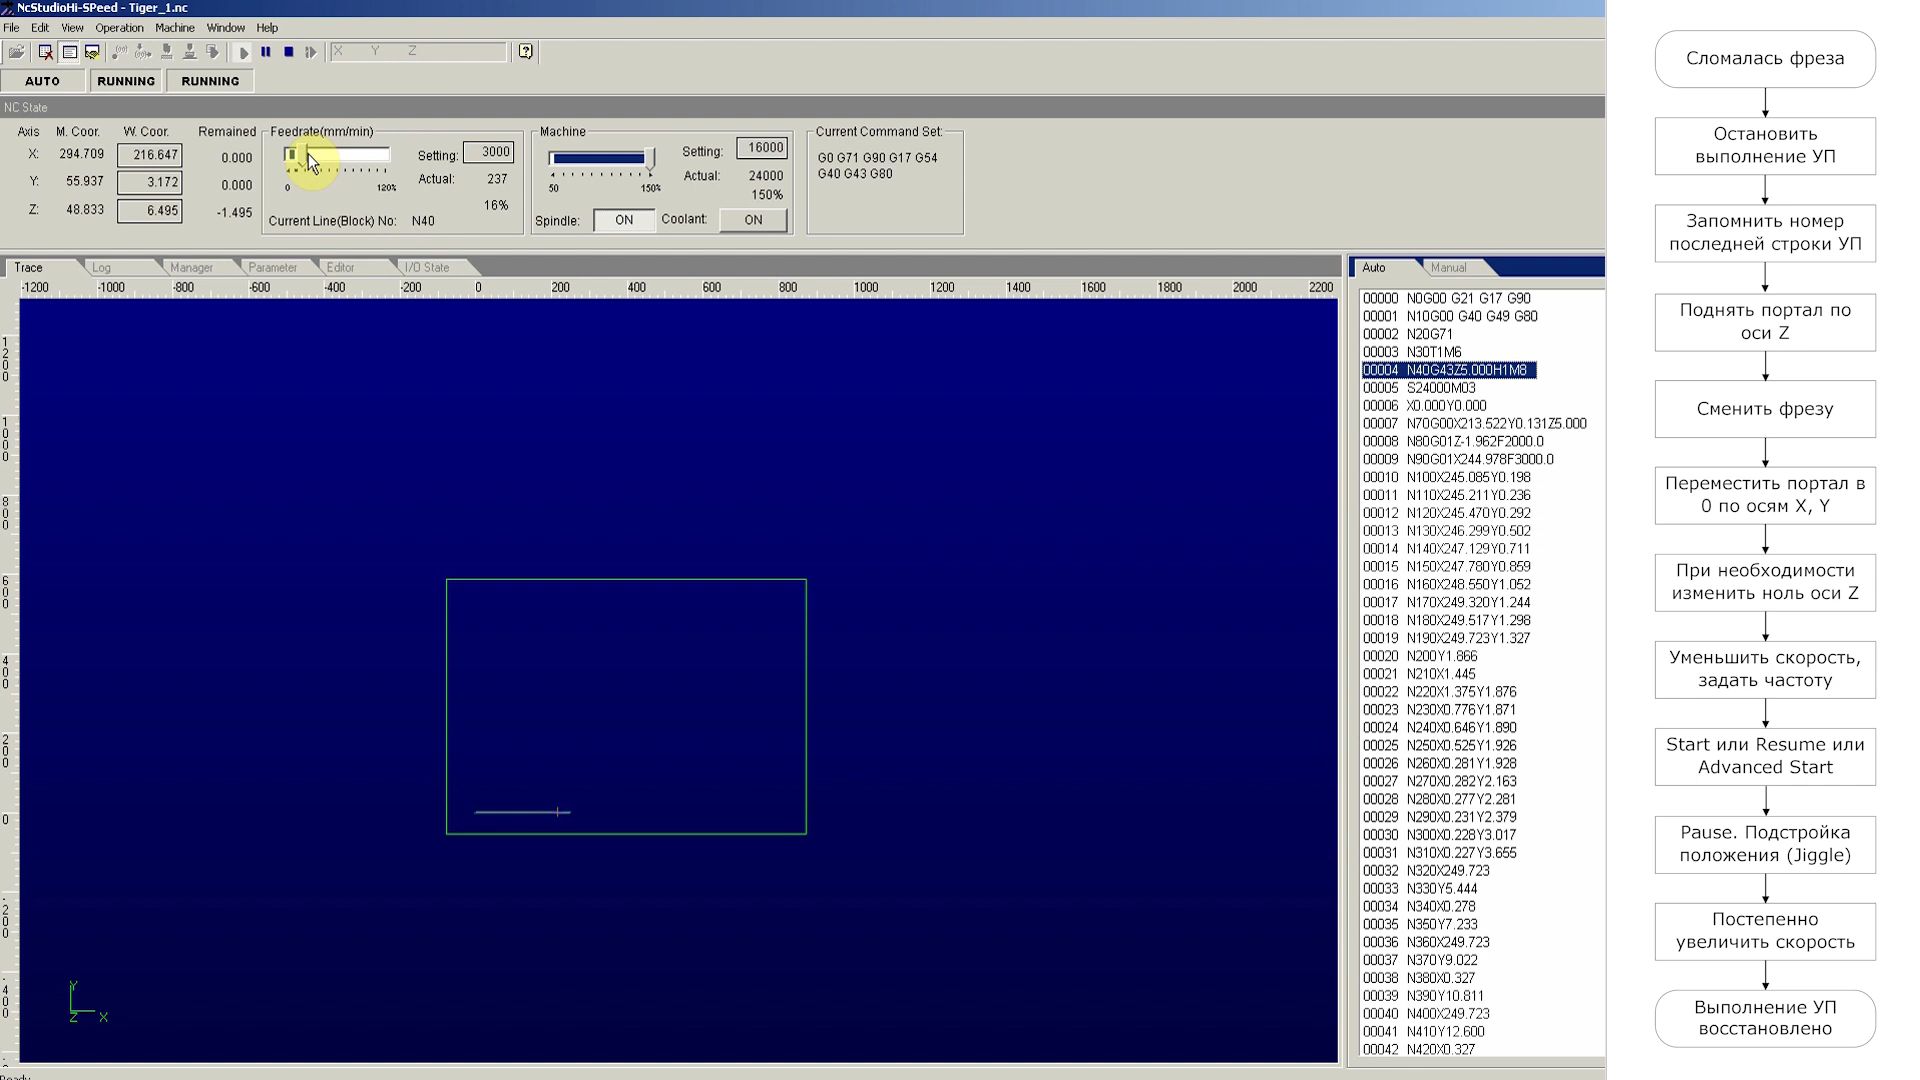 NcStudioHi-SPeed - Tiger_1.nc
File Edit View Operation Machine Window Help
X Y Z
AUTO RUNNING RUNNING
NC State
Axis M. Coor. W. Coor. Remained
X: 294.709 216.647 0.000
Y: 55.937 3.172 0.000
Z: 48.833 6.495 -1.495
Feedrate(mm/min)
0 120%
Setting: 3000
Actual: 237
16%
Current Line(Block) No: N40
Machine
50 150%
Setting: 16000
Actual: 24000
150%
Spindle: ON Coolant: ON
Current Command Set:
G0 G71 G90 G17 G54
G40 G43 G80
Trace Log Manager Parameter Editor I/O State
-1200 -1000 -800 -600 -400 -200 0 200 400 600 800 1000 1200 1400 1600 1800 2000 2200
1200
1000
800
600
400
200
0
-200
-400
Y
Z X
Auto Manual
00000 N0G00 G21 G17 G90
00001 N10G00 G40 G49 G80
00002 N20G71
00003 N30T1M6
00004 N40G43Z5.000H1M8
00005 S24000M03
00006 X0.000Y0.000
00007 N70G00X213.522Y0.131Z5.000
00008 N80G01Z-1.962F2000.0
00009 N90G01X244.978F3000.0
00010 N100X245.085Y0.198
00011 N110X245.211Y0.236
00012 N120X245.470Y0.292
00013 N130X246.299Y0.502
00014 N140X247.129Y0.711
00015 N150X247.780Y0.859
00016 N160X248.550Y1.052
00017 N170X249.320Y1.244
00018 N180X249.517Y1.298
00019 N190X249.723Y1.327
00020 N200Y1.866
00021 N210X1.445
00022 N220X1.375Y1.876
00023 N230X0.776Y1.871
00024 N240X0.646Y1.890
00025 N250X0.525Y1.926
00026 N260X0.281Y1.928
00027 N270X0.282Y2.163
00028 N280X0.277Y2.281
00029 N290X0.231Y2.379
00030 N300X0.228Y3.017
00031 N310X0.227Y3.655
00032 N320X249.723
00033 N330Y5.444
00034 N340X0.278
00035 N350Y7.233
00036 N360X249.723
00037 N370Y9.022
00038 N380X0.327
00039 N390Y10.811
00040 N400X249.723
00041 N410Y12.600
00042 N420X0.327
Ready
Сломалась фреза
Остановить
выполнение УП
Запомнить номер
последней строки УП
Поднять портал по
оси Z
Сменить фрезу
Переместить портал в
0 по осям X, Y
При необходимости
изменить ноль оси Z
Уменьшить скорость,
задать частоту
Start или Resume или
Advanced Start
Pause. Подстройка
положения (Jiggle)
Постепенно
увеличить скорость
Выполнение УП
восстановлено